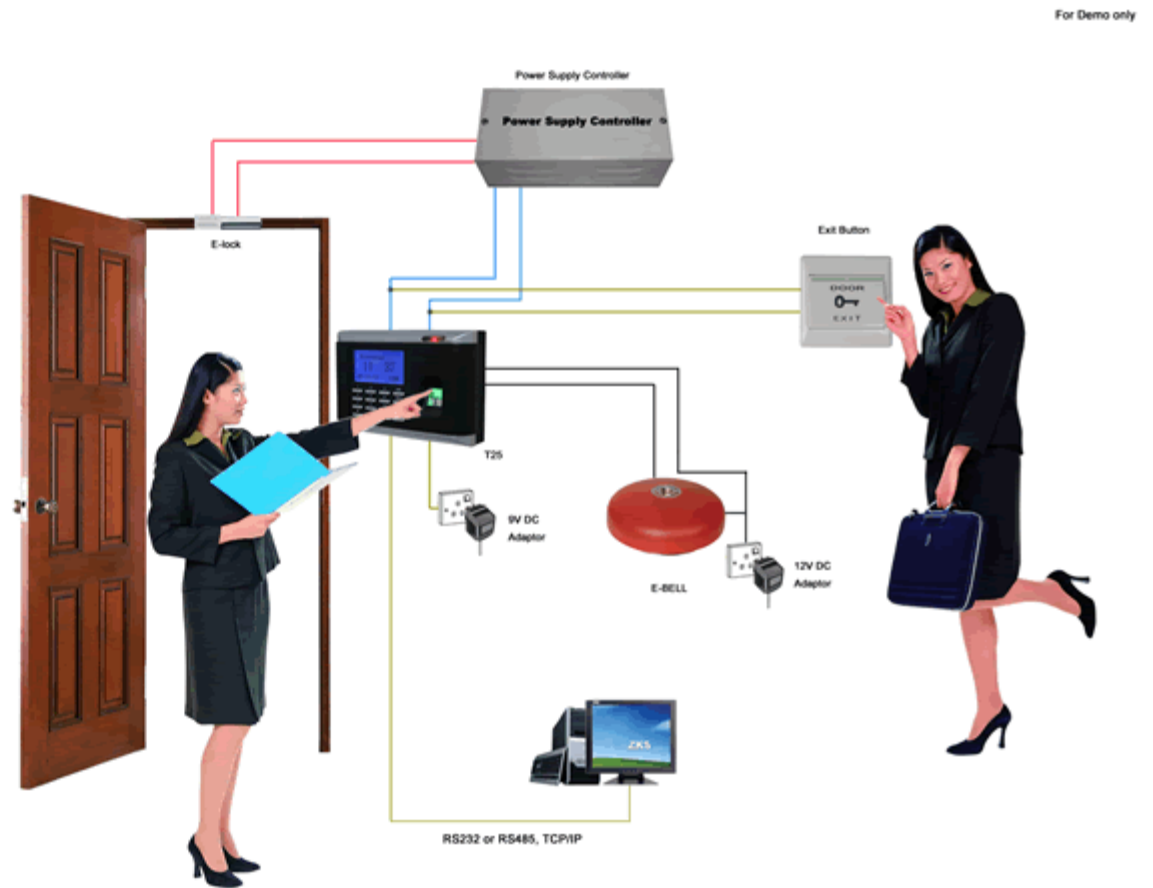 For Demo only
Power Supply Controller
Power Supply Controller
E-lock
Exit Button
DOOR
EXIT
T25
9V DC
Adaptor
12V DC
Adaptor
E-BELL
RS232 or RS485, TCP/IP